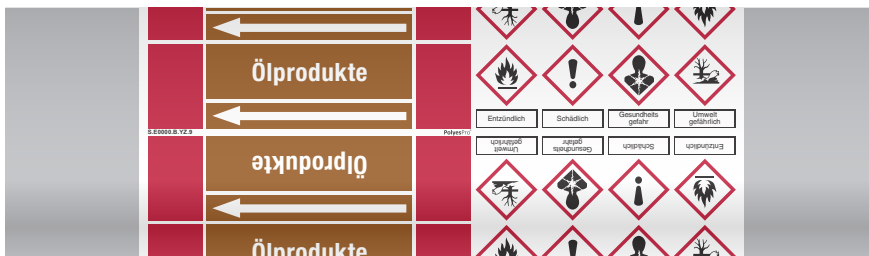 Ölprodukte
Entzündlich
Schädlich
Gesundheits
gefahr
Umwelt
gefährlich
S.E0000.B.YZ.9
PolyesPro
Umwelt
gefährlich
Gesundheits
gefahr
Schädlich
Entzündlich
Ölprodukte
Ölprodukte